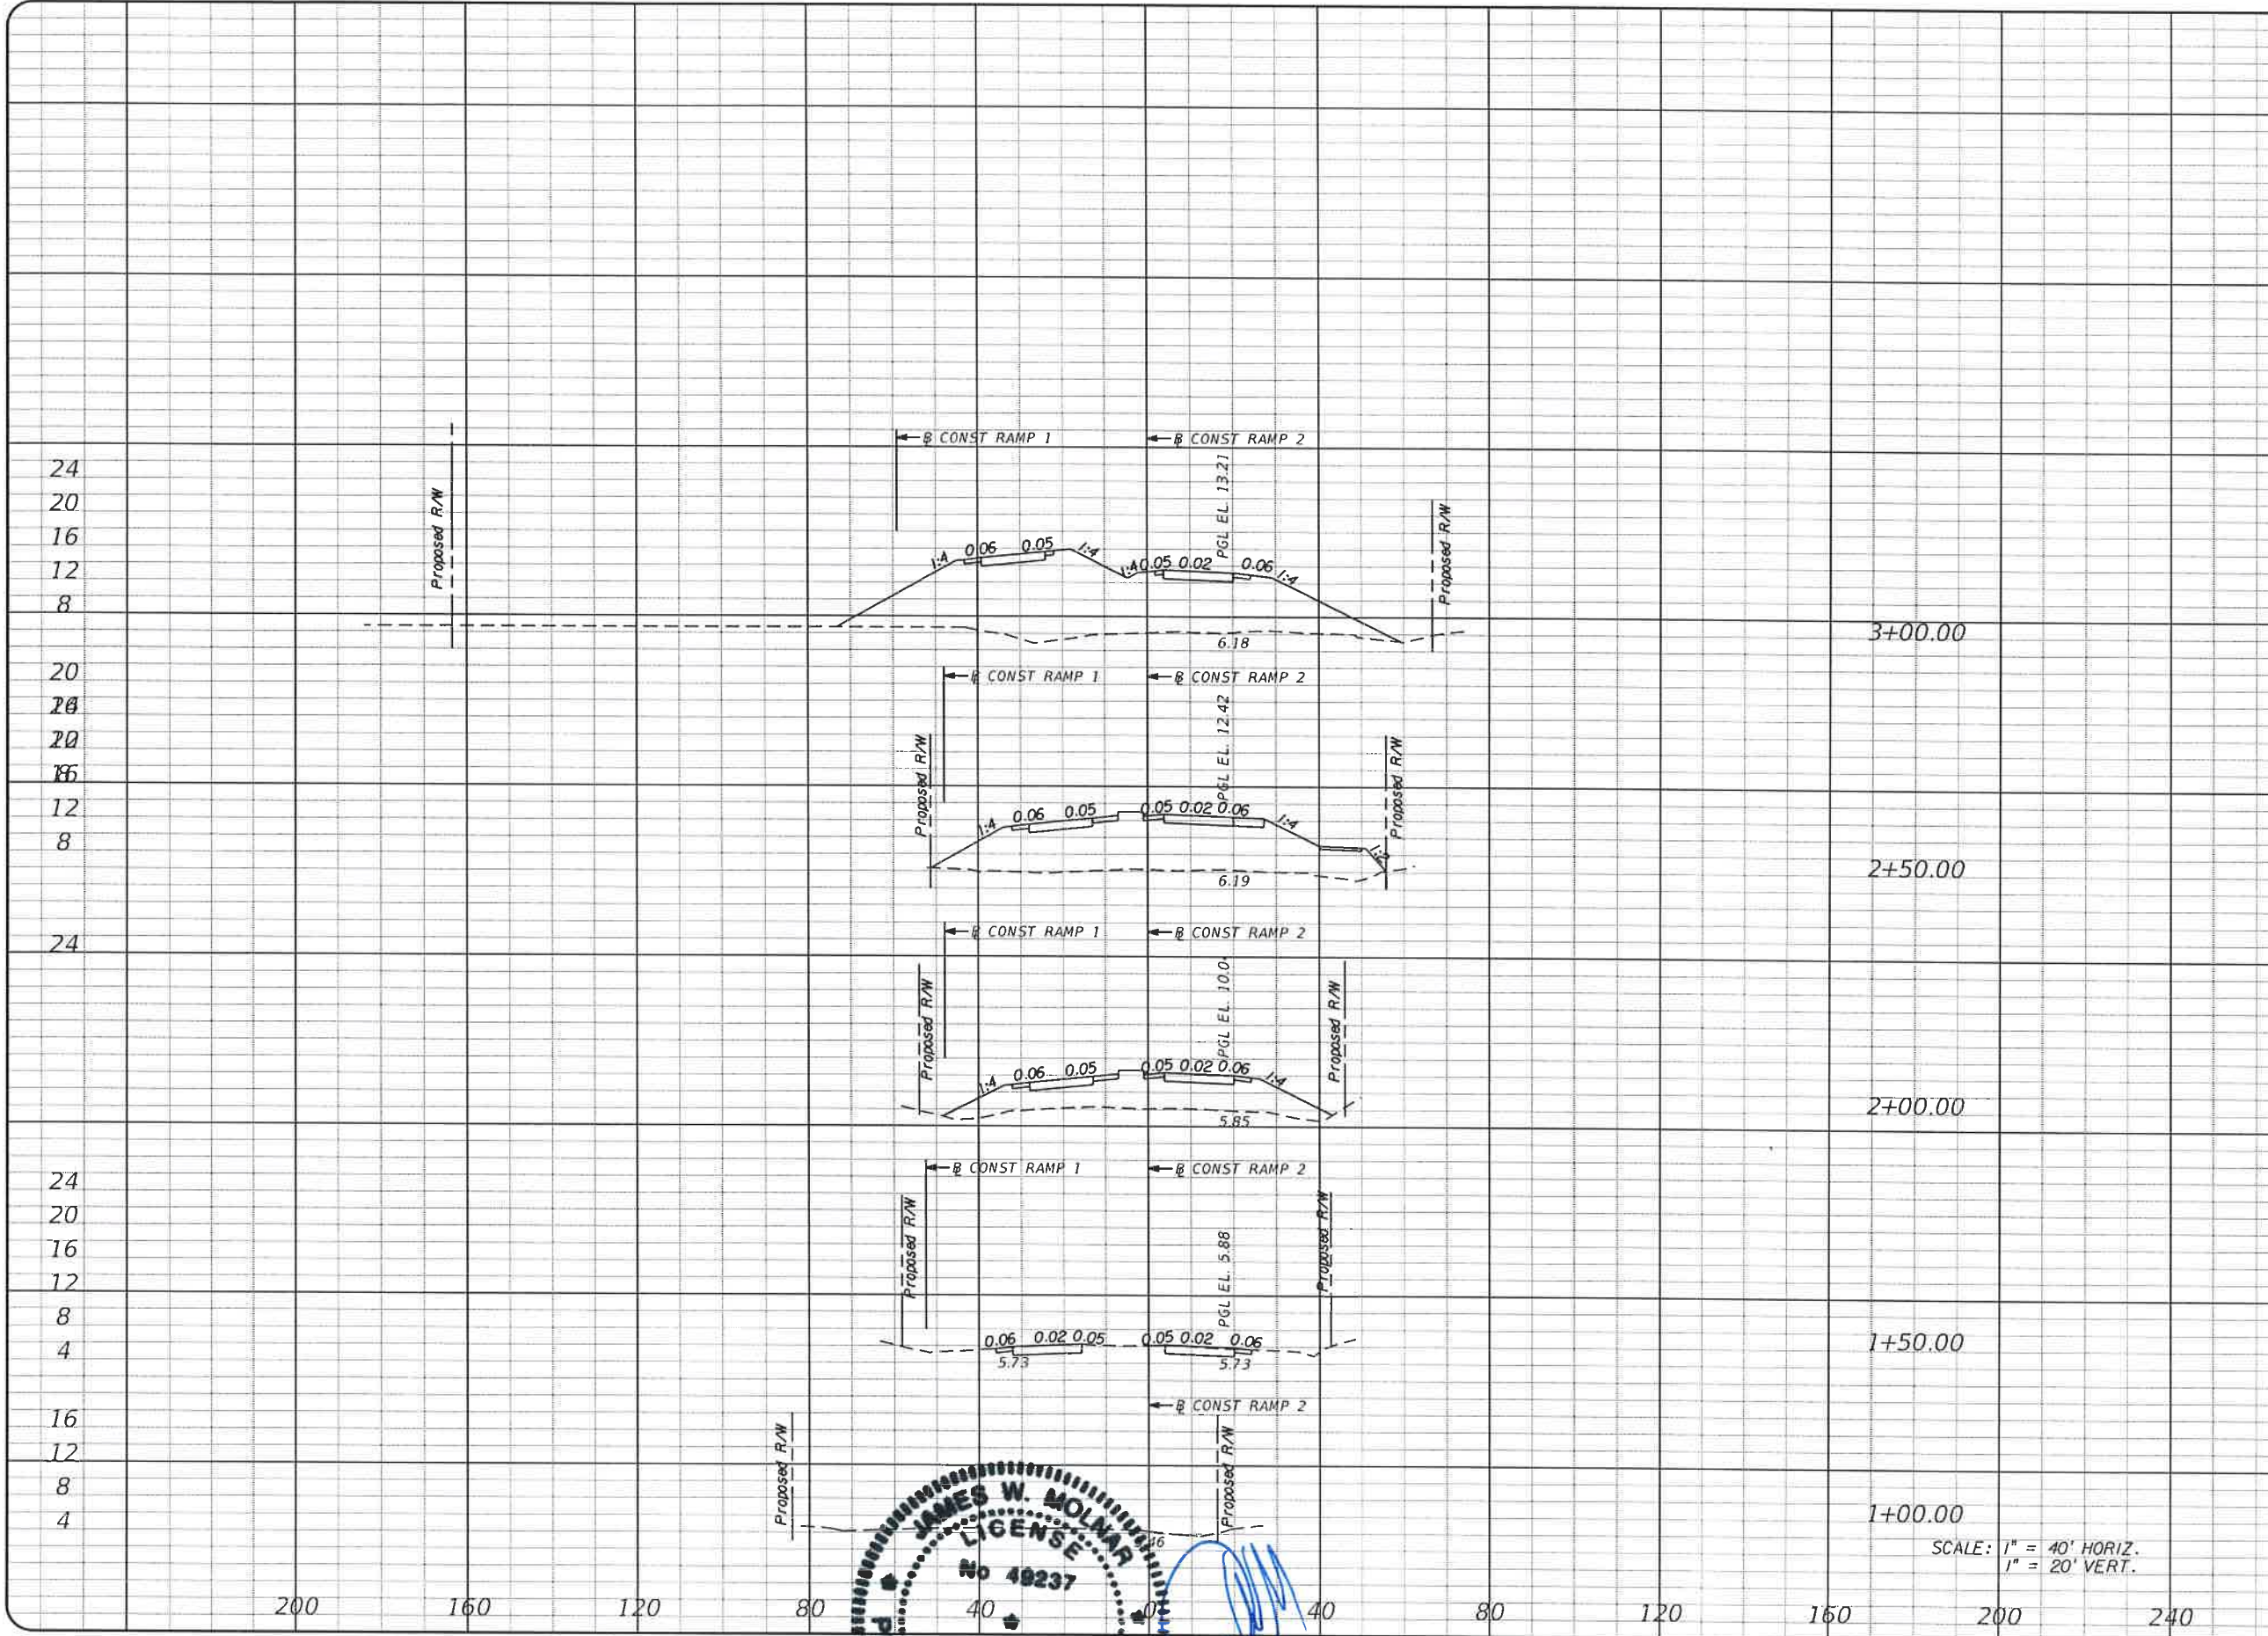 ₿ CONST RAMP 1
₿ CONST RAMP 2
24
20
16
12
8
Proposed R/W
PGL EL. 13.21
Proposed R/W
1:4 0.06 0.05 1:4
1:4 0.05 0.02 0.06 1:4
6.18
3+00.00
20
₿ CONST RAMP 1
₿ CONST RAMP 2
12
8
Proposed R/W
PGL EL. 12.42
Proposed R/W
1:4 0.06 0.05
0.05 0.02 0.06 1:4
1:2
6.19
2+50.00
₿ CONST RAMP 1
₿ CONST RAMP 2
24
Proposed R/W
PGL EL. 10.0
Proposed R/W
1:4 0.06 0.05
0.05 0.02 0.06 1:4
5.85
2+00.00
₿ CONST RAMP 1
₿ CONST RAMP 2
24
20
16
12
8
4
Proposed R/W
PGL EL. 5.88
Proposed R/W
0.06 0.02 0.05
0.05 0.02 0.06
5.73
5.73
1+50.00
₿ CONST RAMP 2
16
12
8
4
Proposed R/W
Proposed R/W
46
1+00.00
JAMES W. MOLNAR
LICENSE
No 49237
P
SCALE: 1" = 40' HORIZ.
1" = 20' VERT.
200 160 120 80 40 0 40 80 120 160 200 240